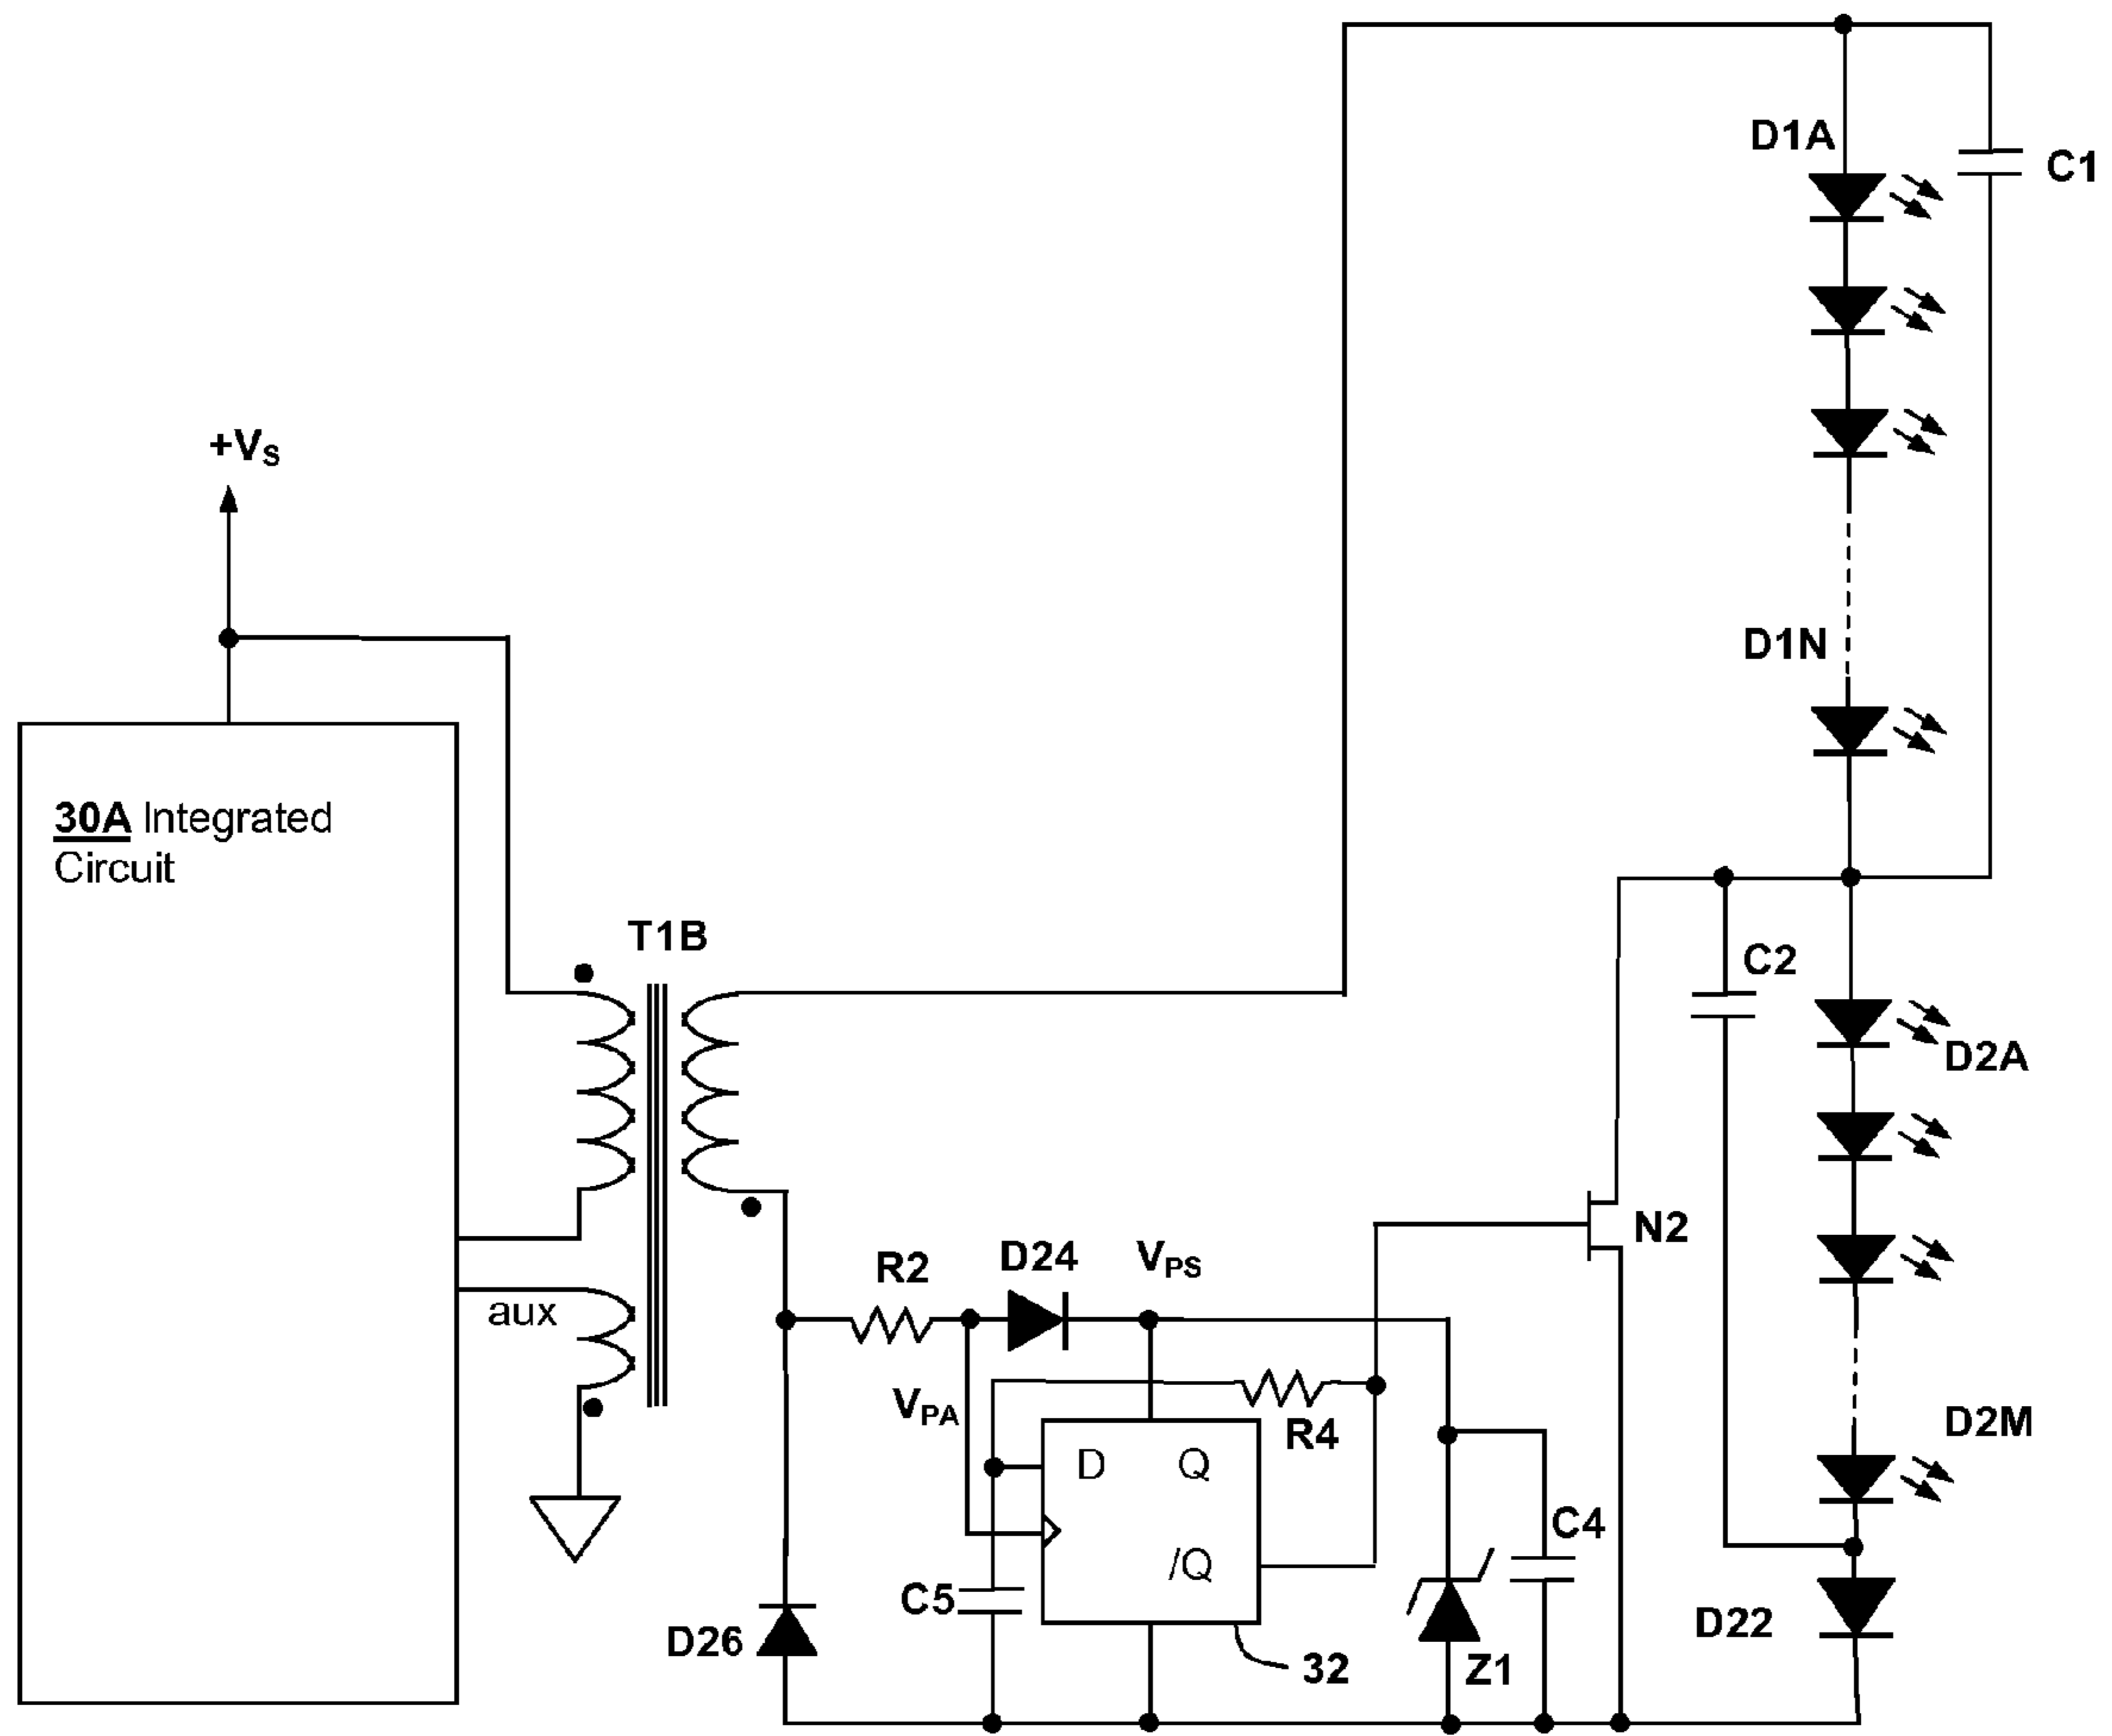 D1A
C1
+VS
D1N
30A Integrated
Circuit
T1B
C2
D2A
N2
R2
D24
VPS
aux
VPA
R4
D2M
D
Q
/Q
C4
C5
D22
D26
32
Z1